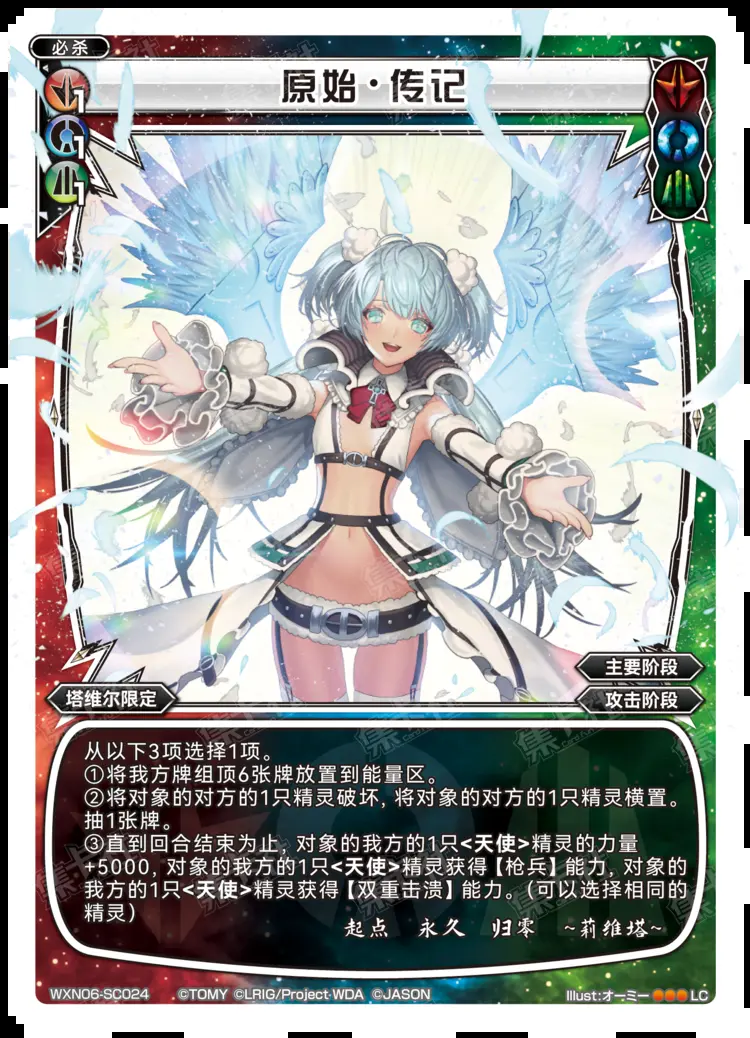 必杀
原始·传记
1
1
1
主要阶段
塔维尔限定
攻击阶段
从以下3项选择1项。
①将我方牌组顶6张牌放置到能量区。
②将对象的对方的1只精灵破坏，将对象的对方的1只精灵横置。
抽1张牌。
③直到回合结束为止，对象的我方的1只<天使>精灵的力量
+5000，对象的我方的1只<天使>精灵获得【枪兵】能力，对象的
我方的1只<天使>精灵获得【双重击溃】能力。（可以选择相同的
精灵）
起点 永久 归零 ~莉维塔~
WXN06-SC024 ©TOMY ©LRIG/Project-WDA ©JASON Illust:オーミー LC